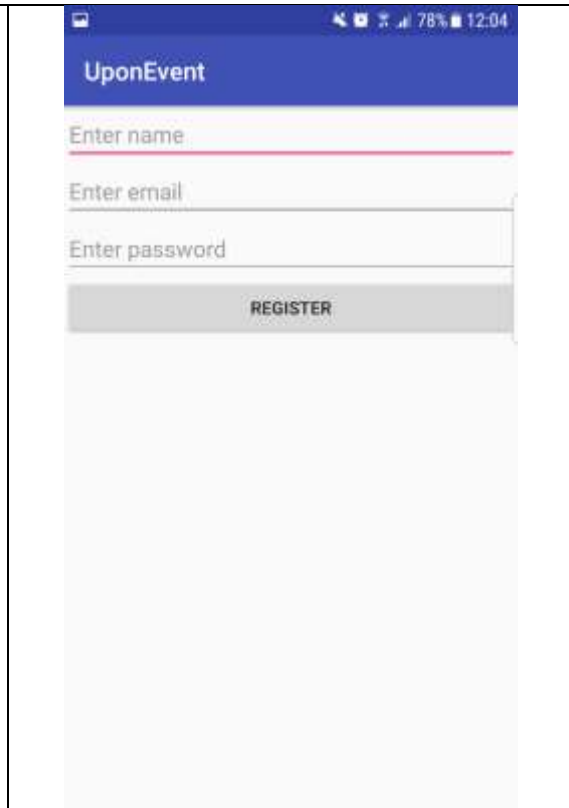 78% 12:04
UponEvent
Enter name
Enter email
Enter password
REGISTER